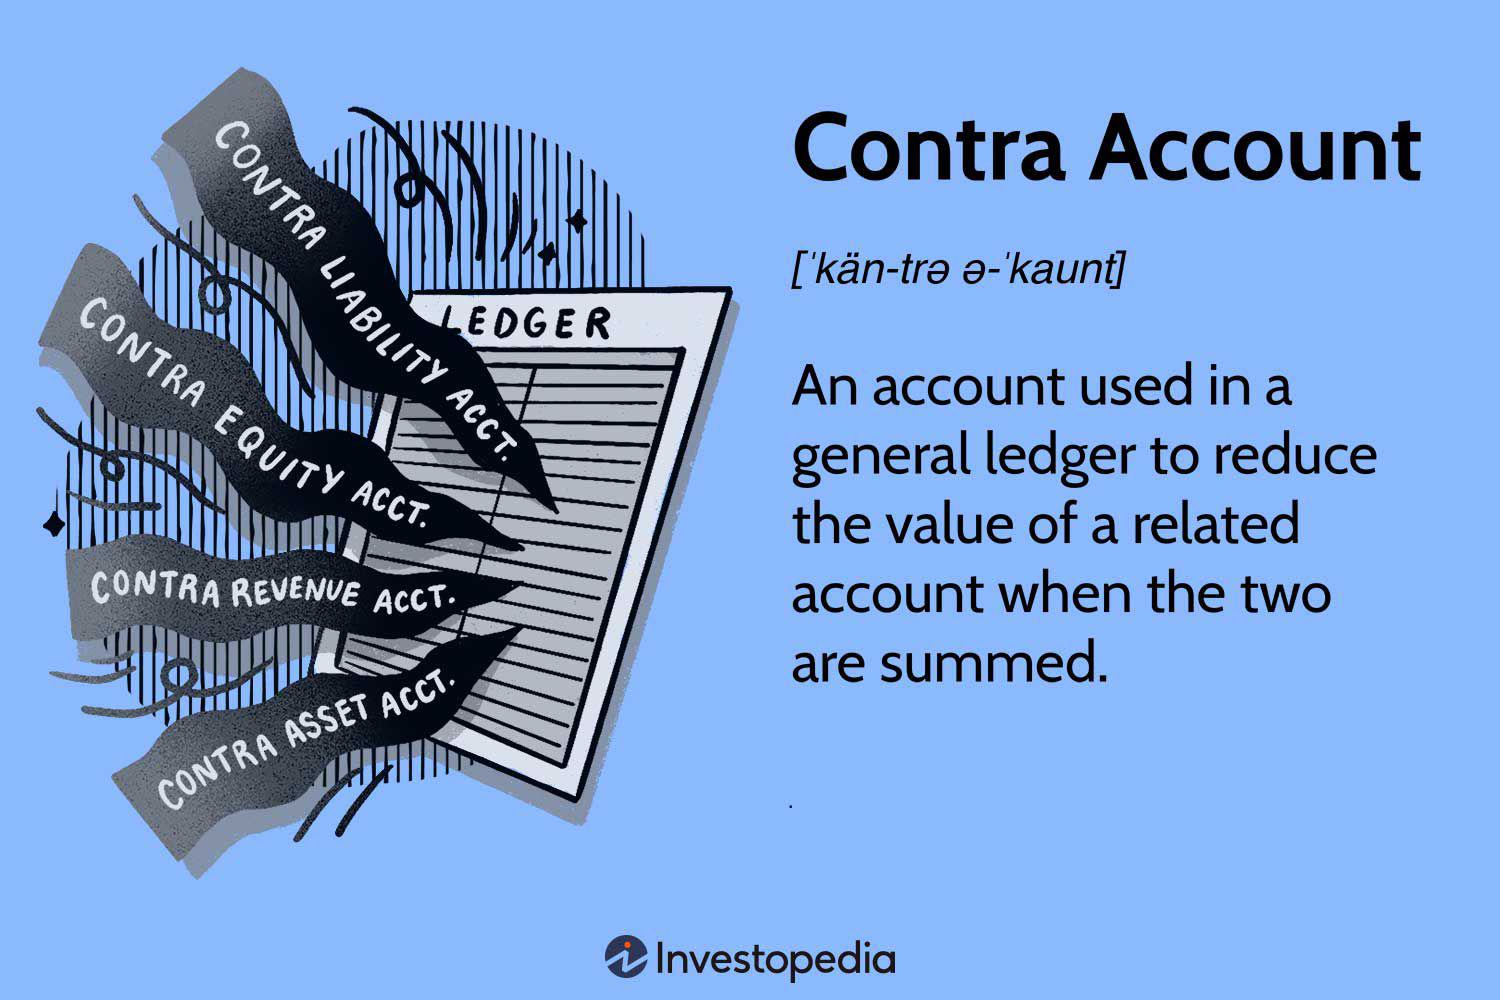 CONTRA LIABILITY ACCT.
CONTRA EQUITY ACCT.
CONTRA REVENUE ACCT.
CONTRA ASSET ACCT.
LEDGER
Contra Account
[ˈkän-trə ə-ˈkaunt]
An account used in a
general ledger to reduce
the value of a related
account when the two
are summed.
.
Investopedia